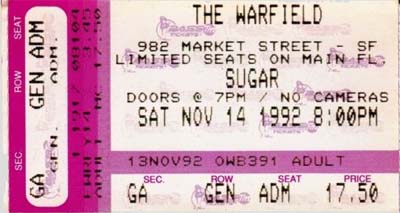 THE WARFIELD
982 MARKET STREET - SF
LIMITED SEATS ON MAIN FL
SUGAR
DOORS @ 7PM / NO CAMERAS
SAT NOV 14 1992 8:00PM
13NOV92 OWB391 ADULT
SEC. ROW SEAT PRICE
GA GEN ADM 17.50
SEC ROW SEAT
GA GEN ADM
GEN. ADM